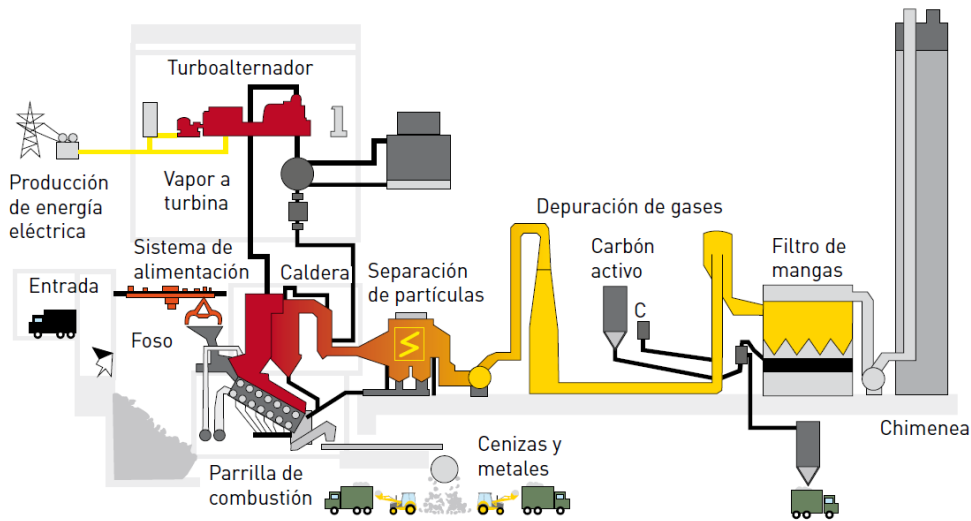 Turboalternador
Producción
de energía
eléctrica
Vapor a
turbina
Sistema de
alimentación
Caldera
Entrada
Foso
Separación
de partículas
Depuración de gases
Carbón
activo
C
Filtro de
mangas
Chimenea
Parrilla de
combustión
Cenizas y
metales